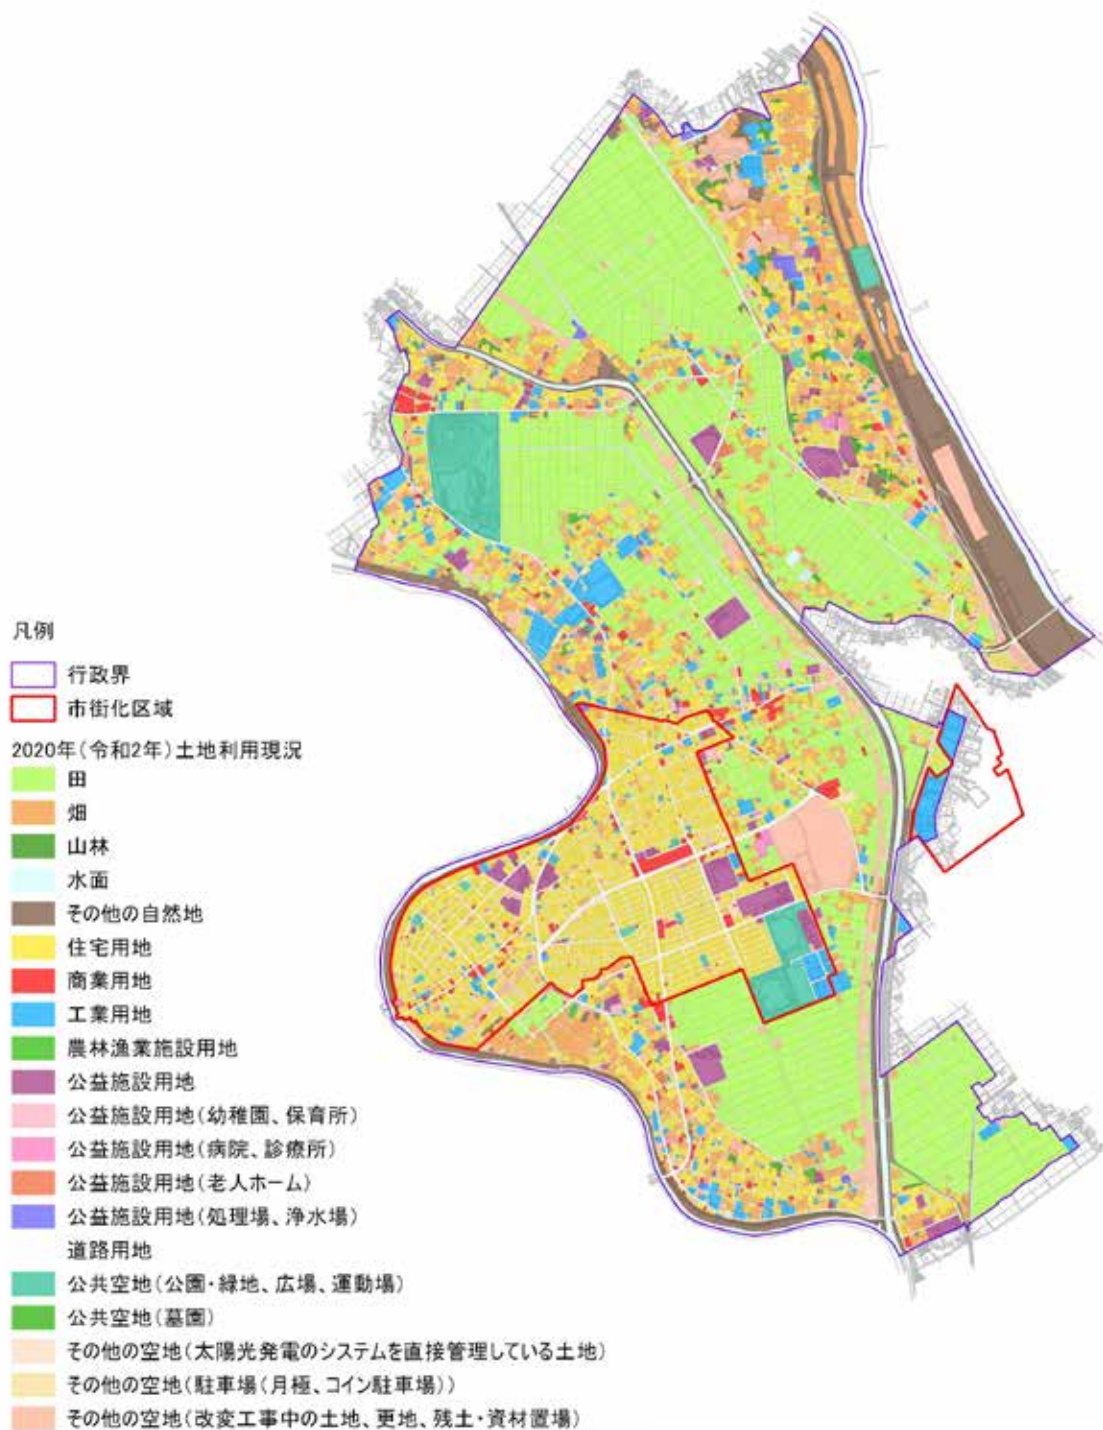 凡例
行政界
市街化区域
2020年(令和2年)土地利用現況
田
畑
山林
水面
その他の自然地
住宅用地
商業用地
工業用地
農林漁業施設用地
公益施設用地
公益施設用地(幼稚園、保育所)
公益施設用地(病院、診療所)
公益施設用地(老人ホーム)
公益施設用地(処理場、浄水場)
道路用地
公共空地(公園・緑地、広場、運動場)
公共空地(墓園)
その他の空地(太陽光発電のシステムを直接管理している土地)
その他の空地(駐車場(月極、コイン駐車場))
その他の空地(改変工事中の土地、更地、残土・資材置場)